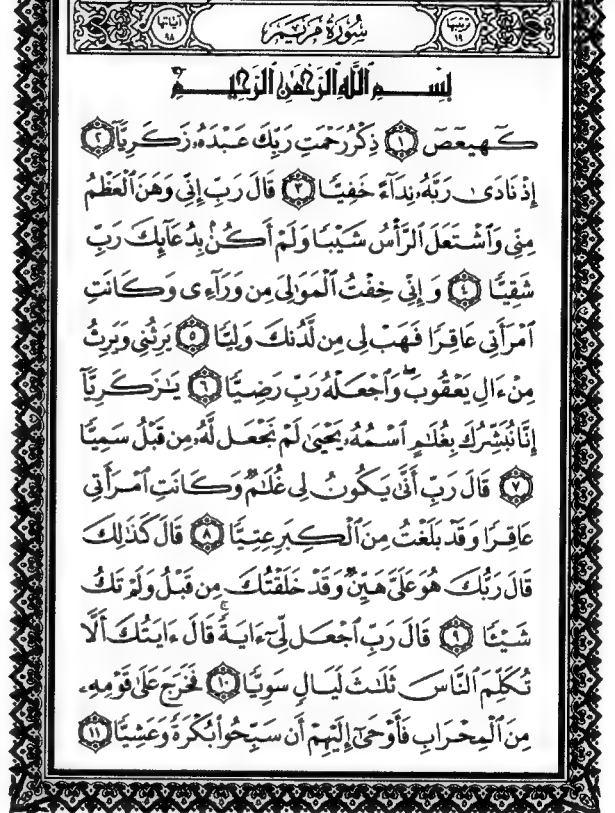 ترتيبها ١٩ سُورَةُ مَرْيَمَ آياتها ٩٨
بِسْمِ ٱللَّهِ ٱلرَّحْمَٰنِ ٱلرَّحِيمِ
كٓهيعٓصٓ ١ ذِكْرُ رَحْمَتِ رَبِّكَ عَبْدَهُۥ زَكَرِيَّآ ٢
إِذْ نَادَىٰ رَبَّهُۥ نِدَآءً خَفِيًّا ٣ قَالَ رَبِّ إِنِّى وَهَنَ ٱلْعَظْمُ
مِنِّى وَٱشْتَعَلَ ٱلرَّأْسُ شَيْبًا وَلَمْ أَكُنۢ بِدُعَآئِكَ رَبِّ
شَقِيًّا ٤ وَإِنِّى خِفْتُ ٱلْمَوَٰلِىَ مِن وَرَآءِى وَكَانَتِ
ٱمْرَأَتِى عَاقِرًا فَهَبْ لِى مِن لَّدُنكَ وَلِيًّا ٥ يَرِثُنِى وَيَرِثُ
مِنْ ءَالِ يَعْقُوبَ ۖ وَٱجْعَلْهُ رَبِّ رَضِيًّا ٦ يَٰزَكَرِيَّآ
إِنَّا نُبَشِّرُكَ بِغُلَٰمٍ ٱسْمُهُۥ يَحْيَىٰ لَمْ نَجْعَل لَّهُۥ مِن قَبْلُ سَمِيًّا
٧ قَالَ رَبِّ أَنَّىٰ يَكُونُ لِى غُلَٰمٌ وَكَانَتِ ٱمْرَأَتِى
عَاقِرًا وَقَدْ بَلَغْتُ مِنَ ٱلْكِبَرِ عِتِيًّا ٨ قَالَ كَذَٰلِكَ
قَالَ رَبُّكَ هُوَ عَلَىَّ هَيِّنٌ وَقَدْ خَلَقْتُكَ مِن قَبْلُ وَلَمْ تَكُ
شَيْـًٔا ٩ قَالَ رَبِّ ٱجْعَل لِّىٓ ءَايَةً ۚ قَالَ ءَايَتُكَ أَلَّا
تُكَلِّمَ ٱلنَّاسَ ثَلَٰثَ لَيَالٍ سَوِيًّا ١٠ فَخَرَجَ عَلَىٰ قَوْمِهِۦ
مِنَ ٱلْمِحْرَابِ فَأَوْحَىٰٓ إِلَيْهِمْ أَن سَبِّحُوا۟ بُكْرَةً وَعَشِيًّا ١١